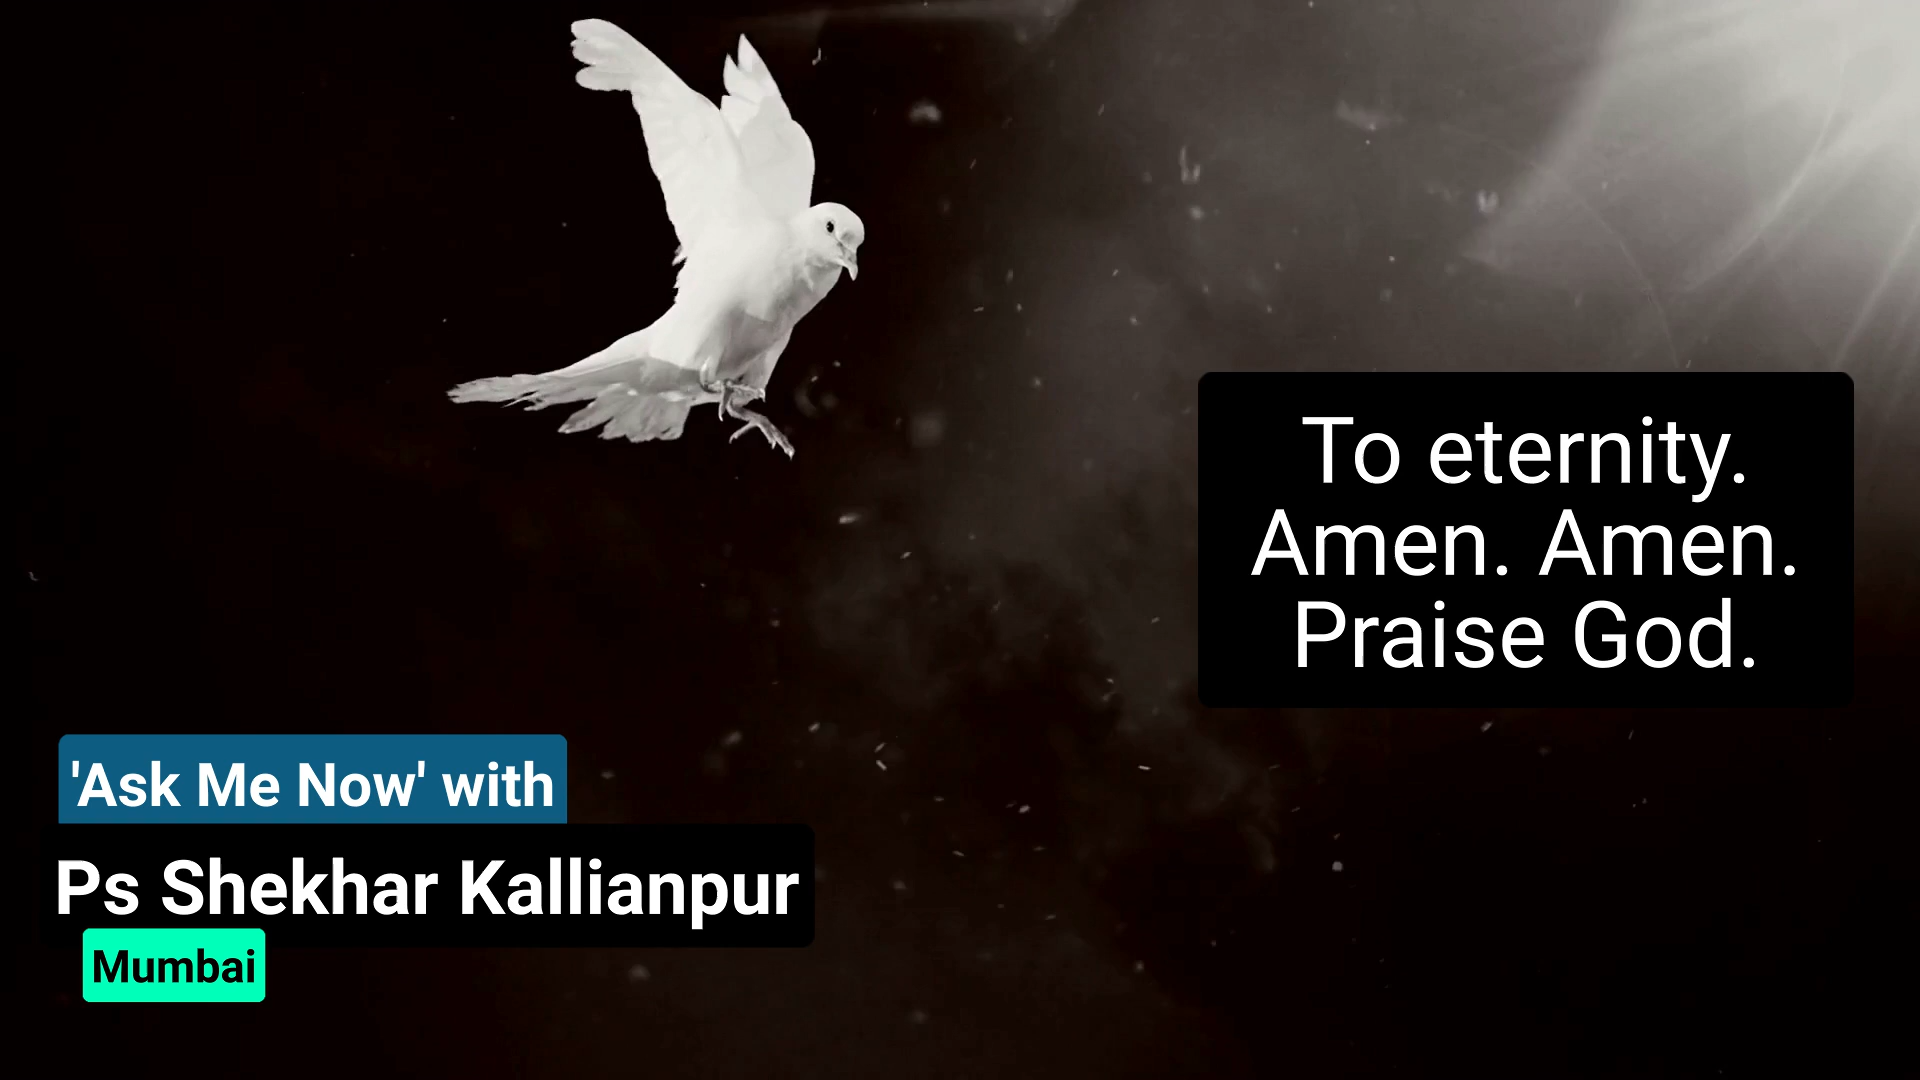 To eternity.
Amen. Amen.
Praise God.
'Ask Me Now' with
Ps Shekhar Kallianpur
Mumbai